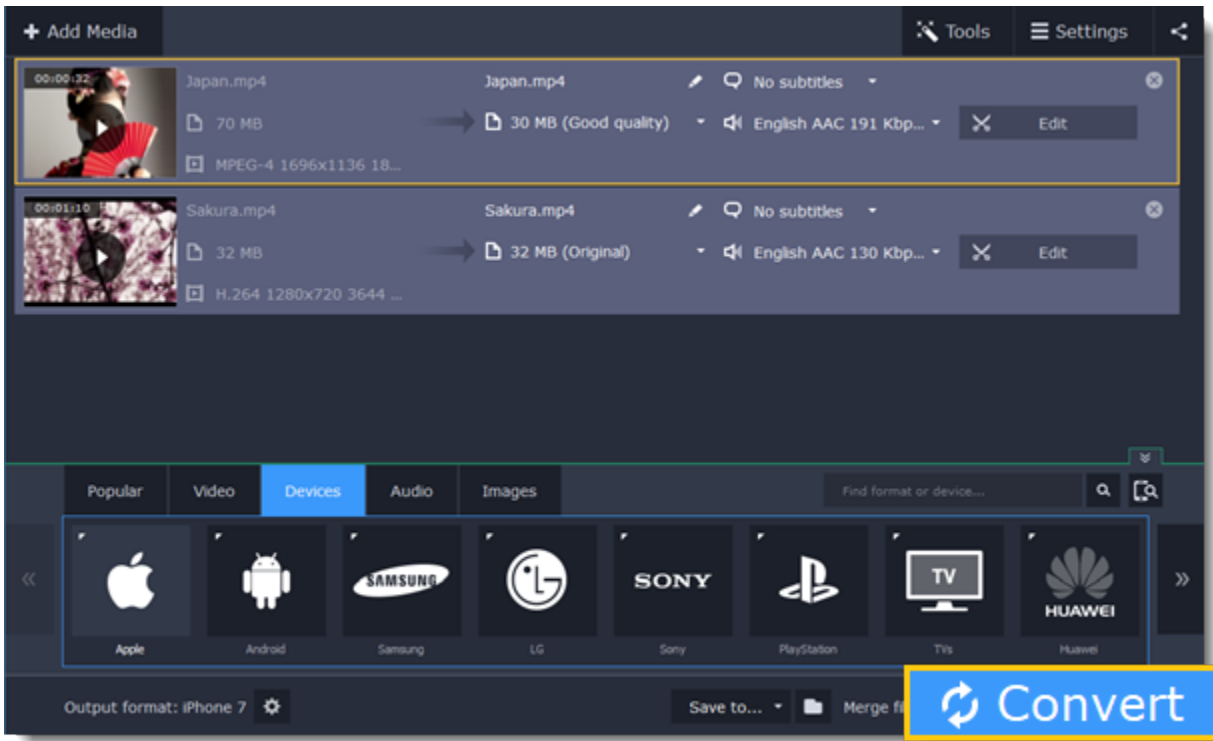 Add Media
Tools
Settings
00:00:32
Japan.mp4
Japan.mp4
No subtitles
70 MB
30 MB (Good quality)
English AAC 191 Kbp...
Edit
MPEG-4 1696x1136 18...
00:01:10
Sakura.mp4
Sakura.mp4
No subtitles
32 MB
32 MB (Original)
English AAC 130 Kbp...
Edit
H.264 1280x720 3644 ...
Popular
Video
Devices
Audio
Images
Find format or device...
SAMSUNG
LG
SONY
TV
HUAWEI
Apple
Android
Samsung
LG
Sony
PlayStation
TVs
Huawei
Output format: iPhone 7
Save to...
Merge
Convert